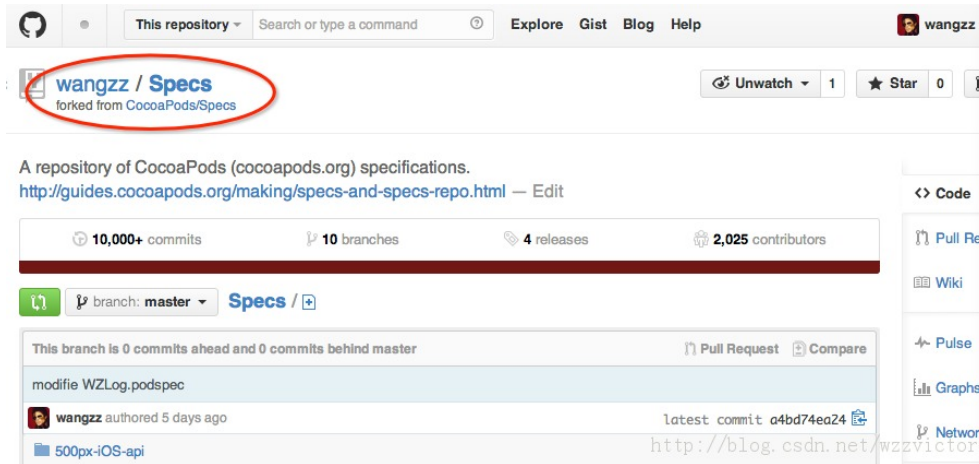 This repository Search or type a command Explore Gist Blog Help wangzz
wangzz / Specs
forked from CocoaPods/Specs
Unwatch 1 Star 0
A repository of CocoaPods (cocoapods.org) specifications.
http://guides.cocoapods.org/making/specs-and-specs-repo.html — Edit
<> Code
10,000+ commits 10 branches 4 releases 2,025 contributors
Pull Re
Wiki
branch: master Specs /
This branch is 0 commits ahead and 0 commits behind master Pull Request Compare
Pulse
modifie WZLog.podspec
Graphs
wangzz authored 5 days ago latest commit a4bd74ea24
Networ
http://blog.csdn.net/wzzvictor
500px-iOS-api